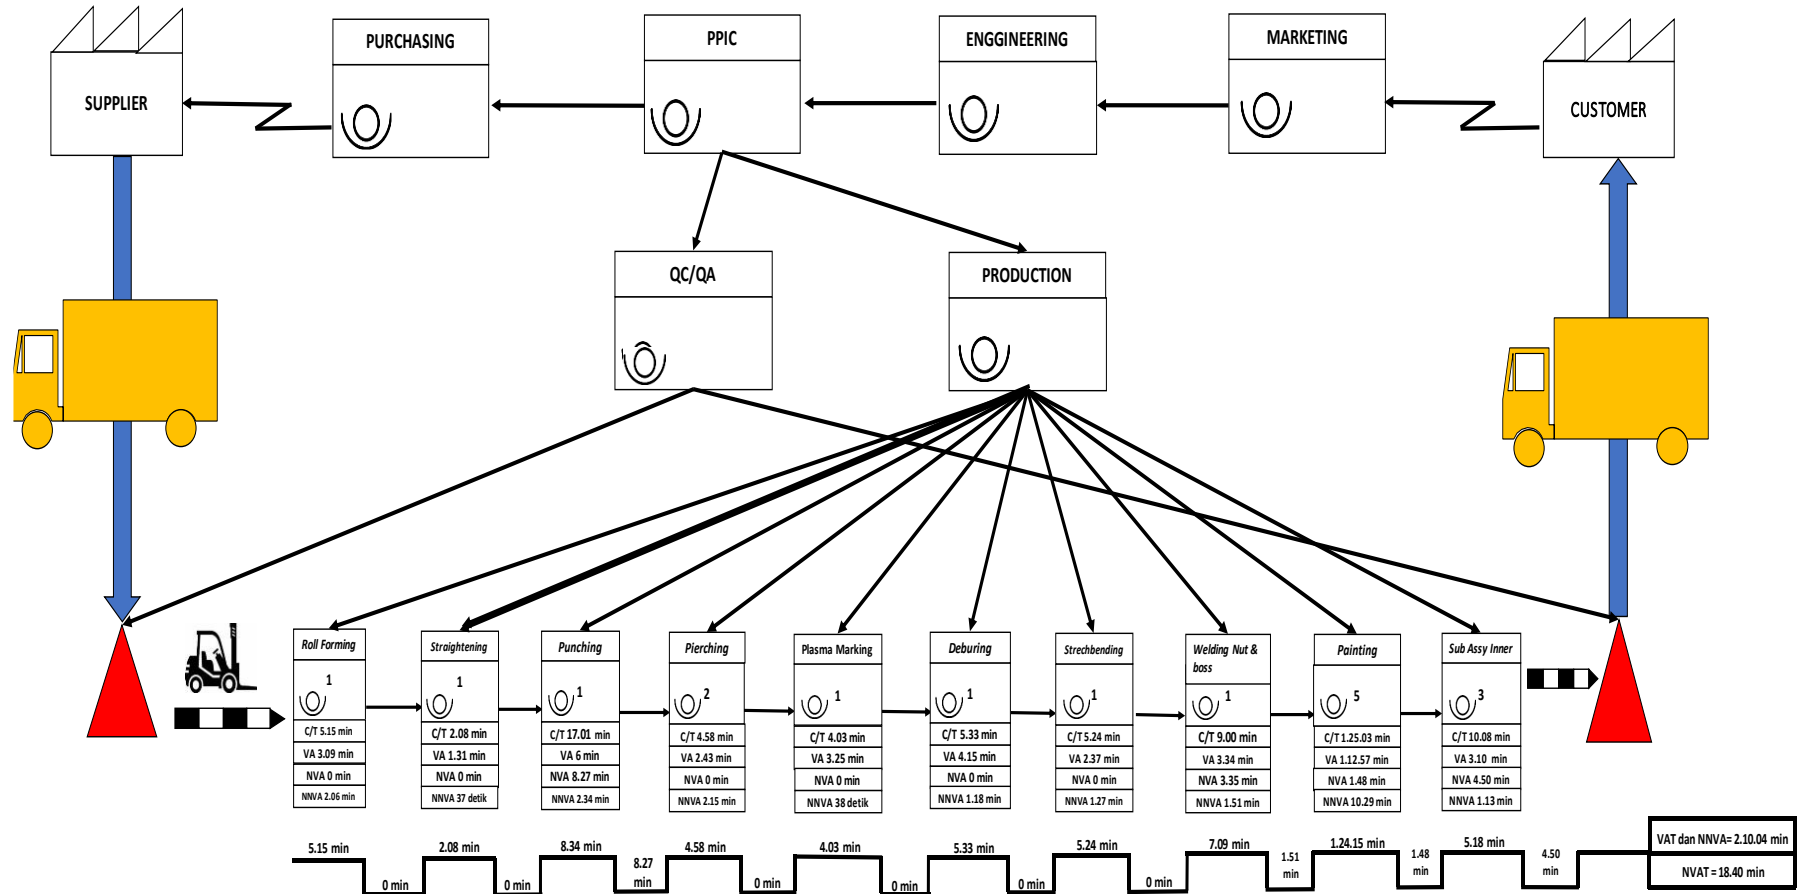 PURCHASING
PPIC
ENGGINEERING
MARKETING
SUPPLIER
CUSTOMER
QC/QA
PRODUCTION
Roll Forming
1
C/T 5.15 min
VA 3.09 min
NVA 0 min
NNVA 2.06 min
Straightening
1
C/T 2.08 min
VA 1.31 min
NVA 0 min
NNVA 37 detik
Punching
1
C/T 17.01 min
VA 6 min
NVA 8.27 min
NNVA 2.34 min
Pierching
2
C/T 4.58 min
VA 2.43 min
NVA 0 min
NNVA 2.15 min
Plasma Marking
1
C/T 4.03 min
VA 3.25 min
NVA 0 min
NNVA 38 detik
Deburing
1
C/T 5.33 min
VA 4.15 min
NVA 0 min
NNVA 1.18 min
Strechbending
1
C/T 5.24 min
VA 2.37 min
NVA 0 min
NNVA 1.27 min
Welding Nut &
boss
1
C/T 9.00 min
VA 3.34 min
NVA 3.35 min
NNVA 1.51 min
Painting
5
C/T 1.25.03 min
VA 1.12.57 min
NVA 1.48 min
NNVA 10.29 min
Sub Assy Inner
3
C/T 10.08 min
VA 3.10 min
NVA 4.50 min
NNVA 1.13 min
5.15 min
0 min
2.08 min
0 min
8.34 min
8.27
min
4.58 min
0 min
4.03 min
0 min
5.33 min
0 min
5.24 min
0 min
7.09 min
1.51
min
1.24.15 min
1.48
min
5.18 min
4.50
min
VAT dan NNVA= 2.10.04 min
NVAT = 18.40 min